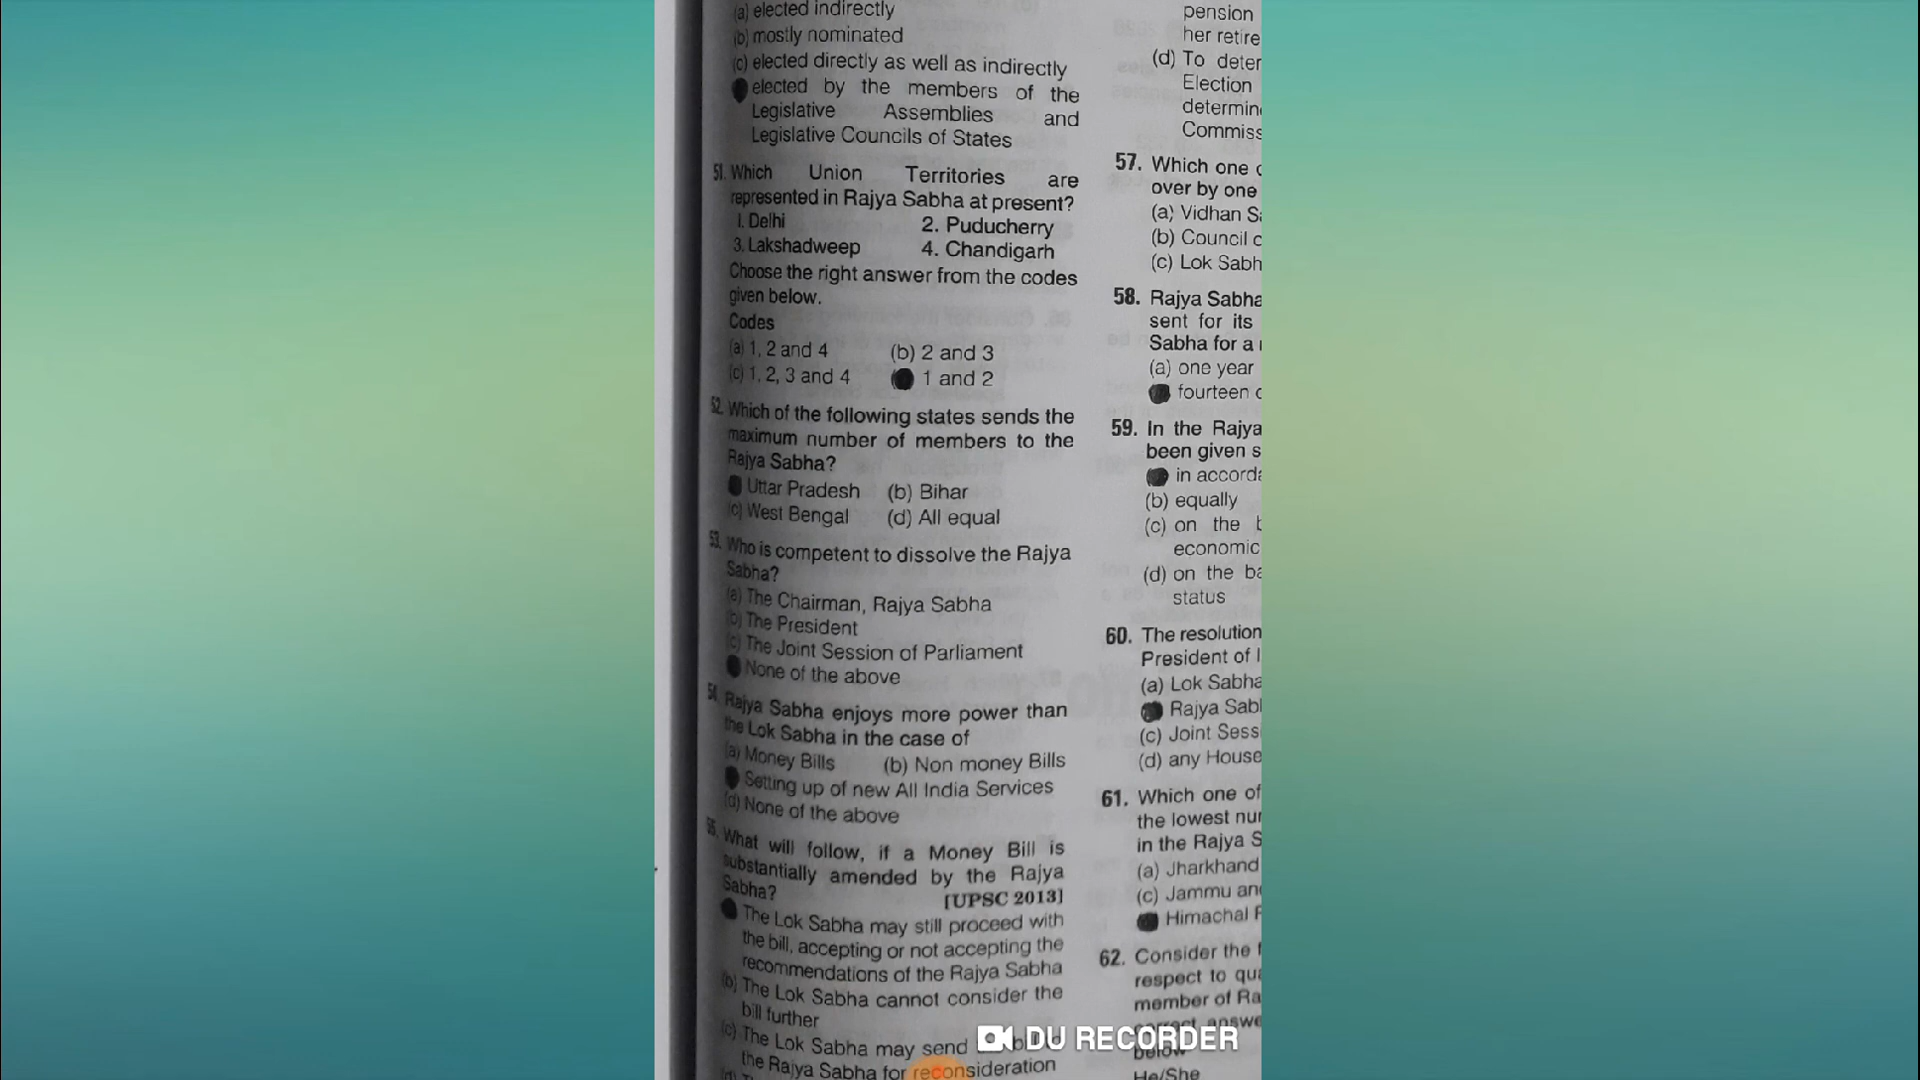 (a) elected indirectly
(b) mostly nominated
(c) elected directly as well as indirectly
elected by the members of the
Legislative Assemblies and
Legislative Councils of States
51. Which Union Territories are
represented in Rajya Sabha at present?
1. Delhi 2. Puducherry
3. Lakshadweep 4. Chandigarh
Choose the right answer from the codes
given below.
Codes
(a) 1, 2 and 4 (b) 2 and 3
(c) 1, 2, 3 and 4 1 and 2
52. Which of the following states sends the
maximum number of members to the
Rajya Sabha?
Uttar Pradesh (b) Bihar
(c) West Bengal (d) All equal
53. Who is competent to dissolve the Rajya
Sabha?
(a) The Chairman, Rajya Sabha
(b) The President
(c) The Joint Session of Parliament
None of the above
54. Rajya Sabha enjoys more power than
the Lok Sabha in the case of
(a) Money Bills (b) Non money Bills
Setting up of new All India Services
(d) None of the above
55. What will follow, if a Money Bill is
substantially amended by the Rajya
Sabha? [UPSC 2013]
The Lok Sabha may still proceed with
the bill, accepting or not accepting the
recommendations of the Rajya Sabha
(b) The Lok Sabha cannot consider the
bill further
(c) The Lok Sabha may send
the Rajya Sabha for reconsideration
pension
her retire
(d) To deter
Election
determin
Commiss
57. Which one
over by one
(a) Vidhan S
(b) Council c
(c) Lok Sabh
58. Rajya Sabha
sent for its
Sabha for a
(a) one year
fourteen
59. In the Rajya
been given s
in accord
(b) equally
(c) on the
economic
(d) on the ba
status
60. The resolution
President of
(a) Lok Sabha
Rajya Sab
(c) Joint Sess
(d) any House
61. Which one of
the lowest nu
in the Rajya S
(a) Jharkhand
(c) Jammu an
Himachal
62. Consider the
respect to qua
member of Ra
correct answe
below
He/She
DU RECORDER